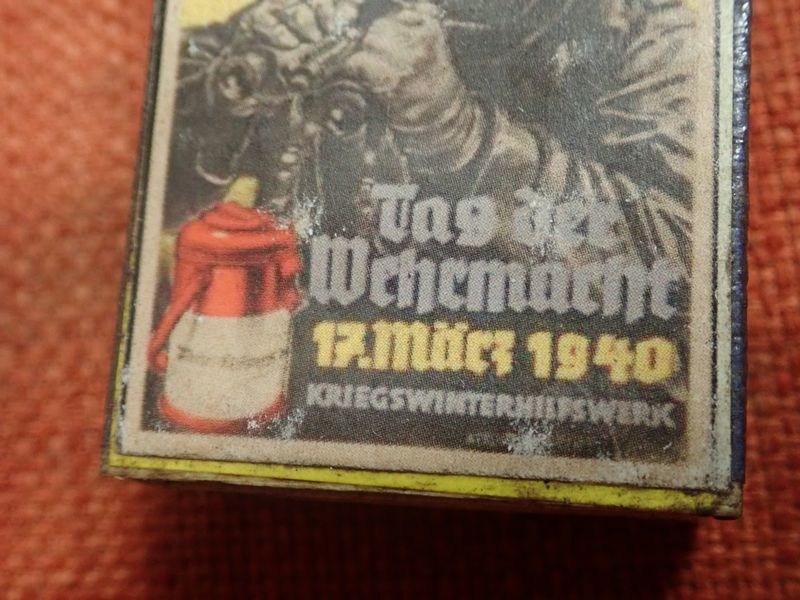 Tag der
Wehrmacht
17. März 1940
KRIEGSWINTERHILFSWERK